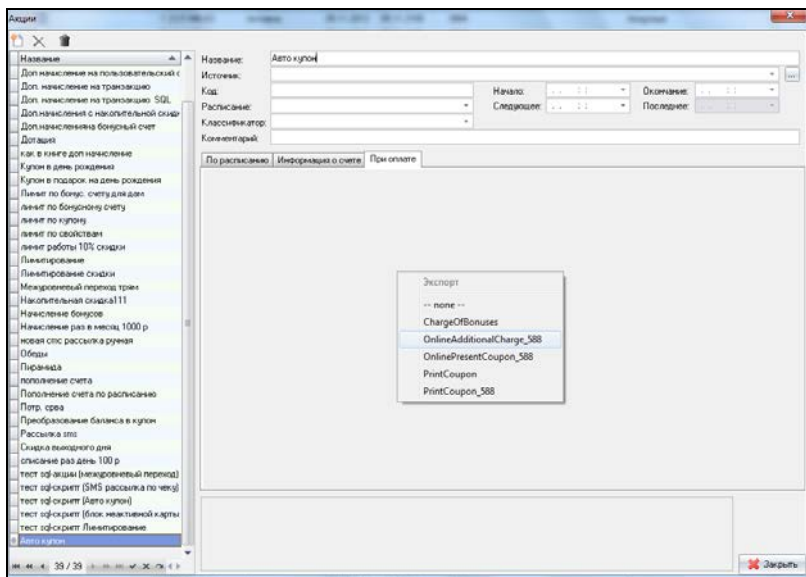 Акции
Название
Доп начисление на пользовательский с
Доп. начисление на транзакцию
Доп. начисление на транзакцию SQL
Доп.начисления с накопительной скидк
Доп.начисленияна бонусный счет
Дотация
как в книге доп начисление
Купон в день рождения
Купон в подарок на день рождения
Лимит по бонус. счету для дам
лимит по бонусному счету
лимит по купону
лимит по свойствам
лимит работы 10% скидки
Лимитирование
Лимитирование скидки
Межуровневый переход трям
Накопительная скидка111
Начисление бонусов
Начисление раз в месяц 1000 р
новая смс рассылка ручная
Обеды
Пирамида
пополнение счета
Пополнение счета по расписанию
Потр. срва
Преобразование баланса в купон
Рассылка sms
Скидка выходного дня
списание раз день 100 р
тест sql-акции (межуровневый переход)
тест sql-скрипт (SMS рассылка по чеку)
тест sql-скрипт (Авто купон)
тест sql-скрипт (блок неактивной карты
тест sql-скрипт Лимитирование
Авто купон
39 / 39
Название: Авто купон
Источник:
Код: Начало: Окончание:
Расписание: Следующее: Последнее:
Классификатор:
Комментарий:
По расписанию Информация о счете При оплате
Экспорт
-- none --
ChargeOfBonuses
OnlineAdditionalCharge_588
OnlinePresentCoupon_588
PrintCoupon
PrintCoupon_588
Закрыть